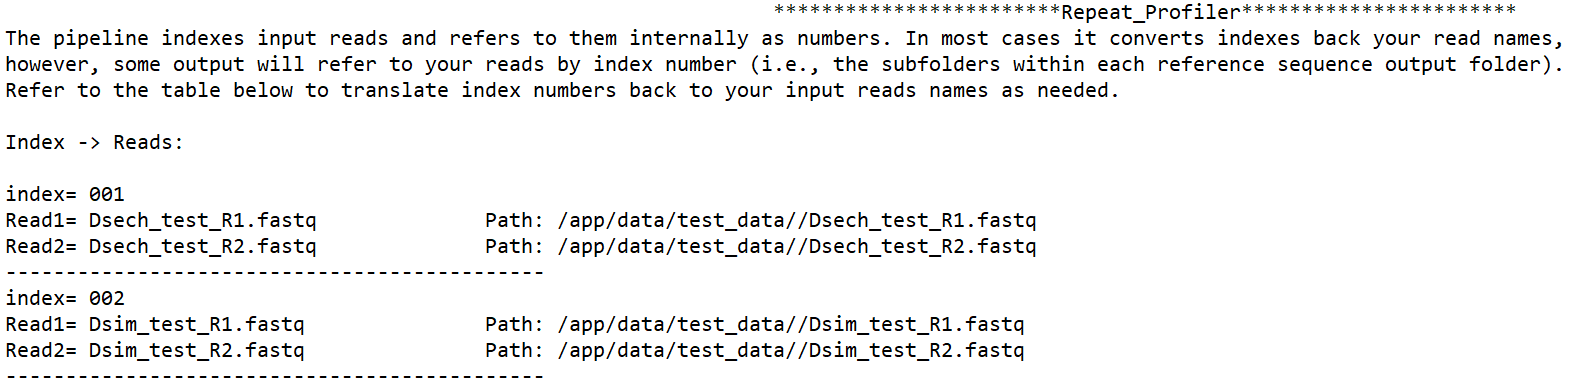 ************************Repeat_Profiler***********************
The pipeline indexes input reads and refers to them internally as numbers. In most cases it converts indexes back your read names,
however, some output will refer to your reads by index number (i.e., the subfolders within each reference sequence output folder).
Refer to the table below to translate index numbers back to your input reads names as needed.
Index -> Reads:
index= 001
Read1= Dsech_test_R1.fastq Path: /app/data/test_data//Dsech_test_R1.fastq
Read2= Dsech_test_R2.fastq Path: /app/data/test_data//Dsech_test_R2.fastq
---------------------------------------------
index= 002
Read1= Dsim_test_R1.fastq Path: /app/data/test_data//Dsim_test_R1.fastq
Read2= Dsim_test_R2.fastq Path: /app/data/test_data//Dsim_test_R2.fastq
---------------------------------------------